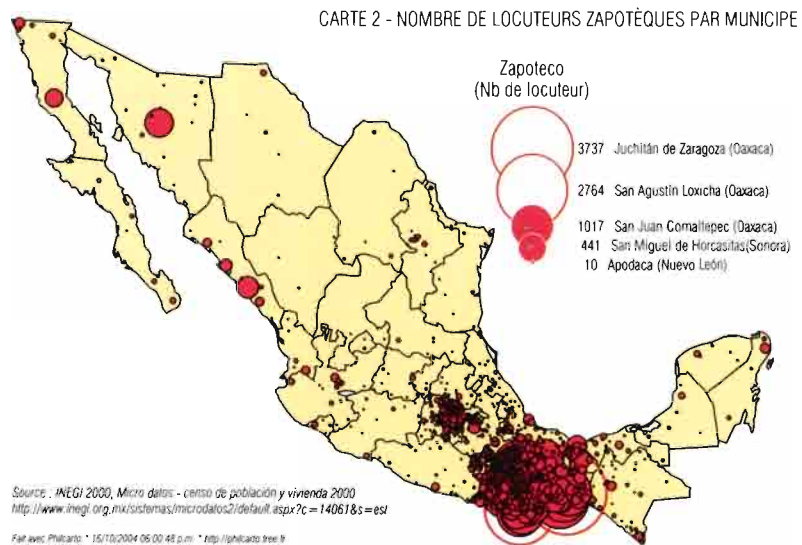 CARTE 2 - NOMBRE DE LOCUTEURS ZAPOTÈQUES PAR MUNICIPE
Zapoteco
(Nb de locuteur)
3737 Juchitán de Zaragoza (Oaxaca)
2764 San Agustín Loxicha (Oaxaca)
1017 San Juan Comaltepec (Oaxaca)
441 San Miguel de Horcasitas(Sonora)
10 Apodaca (Nuevo León)
Source : INEGI 2000, Micro datos - censo de población y vivienda 2000
http://www.inegi.org.mx/sistemas/microdatos2/default.aspx?c=14061&s=est
Fait avec Philcarto * 16/10/2004 06:00:48 p.m. * http://philcarto.free.fr